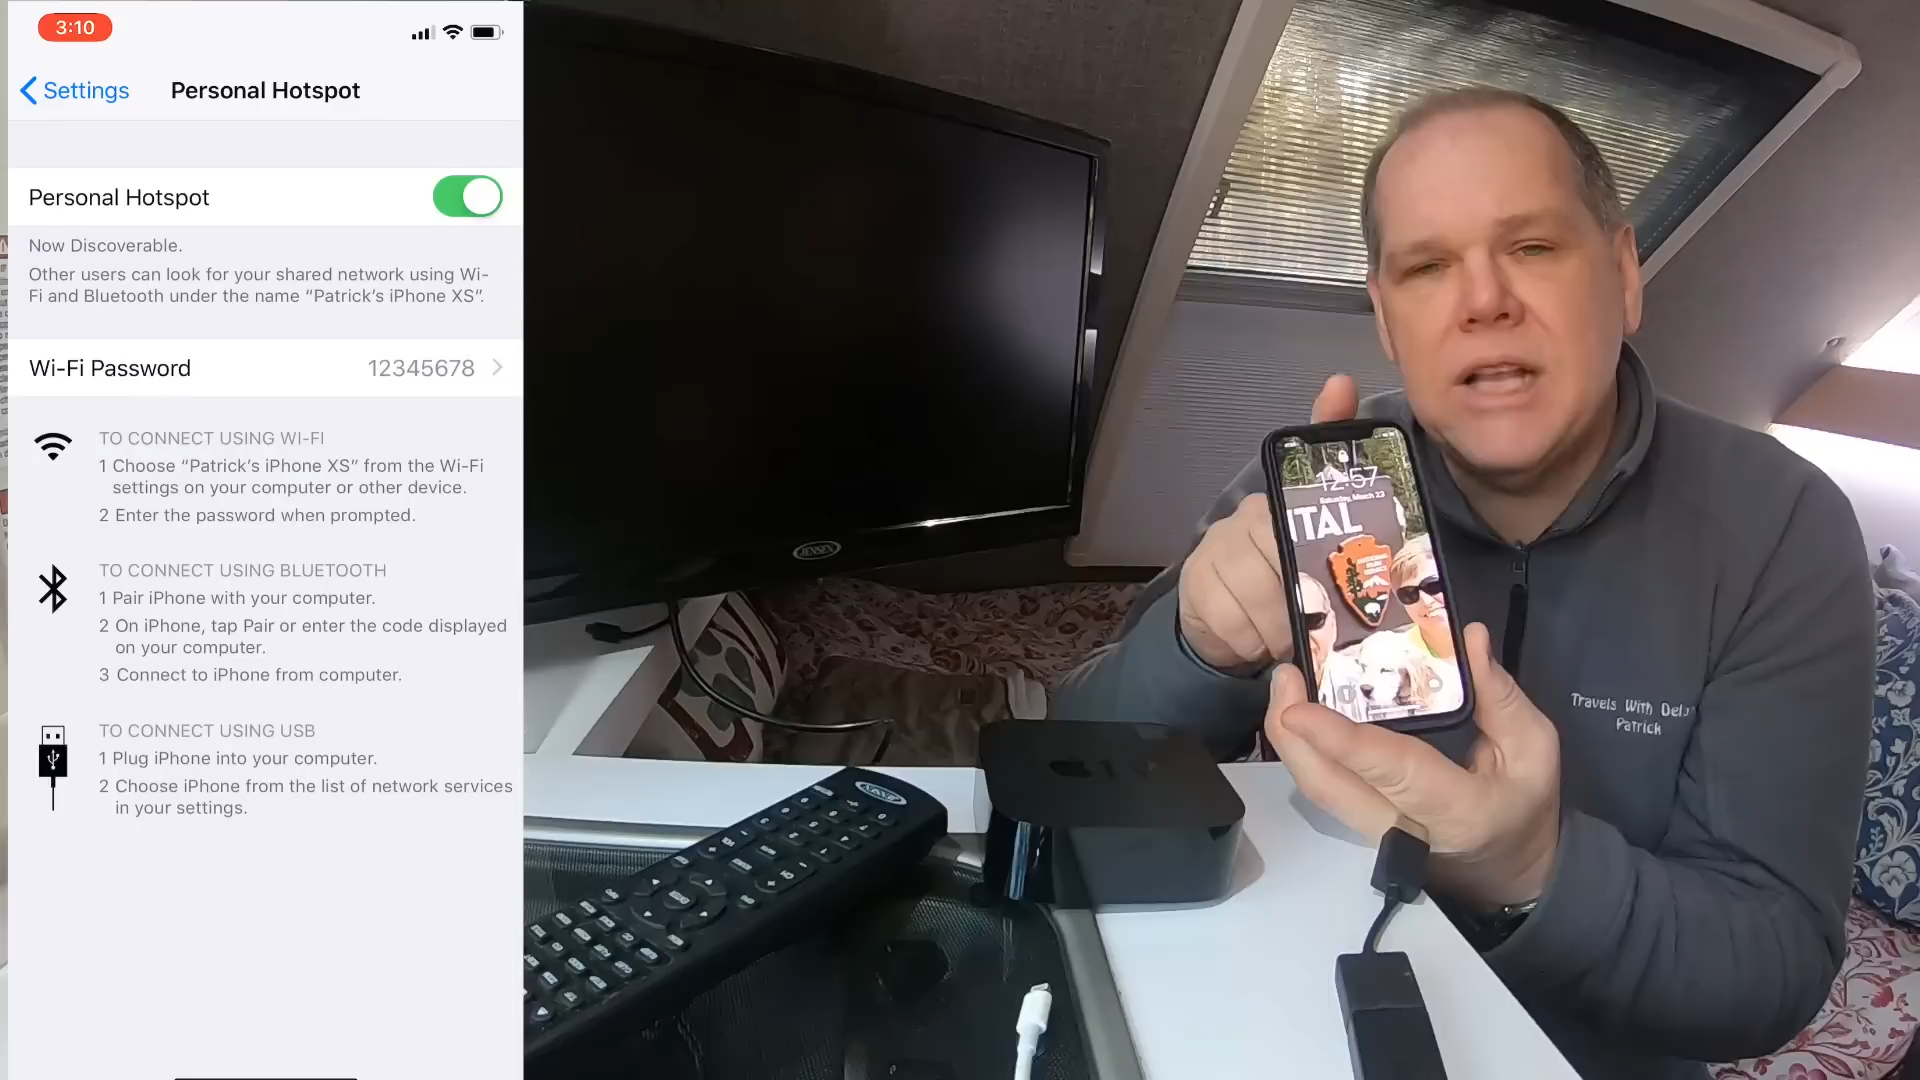 3:10
Settings
Personal Hotspot
Personal Hotspot
Now Discoverable.
Other users can look for your shared network using Wi-
Fi and Bluetooth under the name “Patrick’s iPhone XS”.
Wi-Fi Password
12345678
TO CONNECT USING WI-FI
1 Choose “Patrick’s iPhone XS” from the Wi-Fi
settings on your computer or other device.
2 Enter the password when prompted.
TO CONNECT USING BLUETOOTH
1 Pair iPhone with your computer.
2 On iPhone, tap Pair or enter the code displayed
on your computer.
3 Connect to iPhone from computer.
TO CONNECT USING USB
1 Plug iPhone into your computer.
2 Choose iPhone from the list of network services
in your settings.
JENSEN
12:57
Saturday, March 23
ITAL
Travels With
Patrick
JENSEN